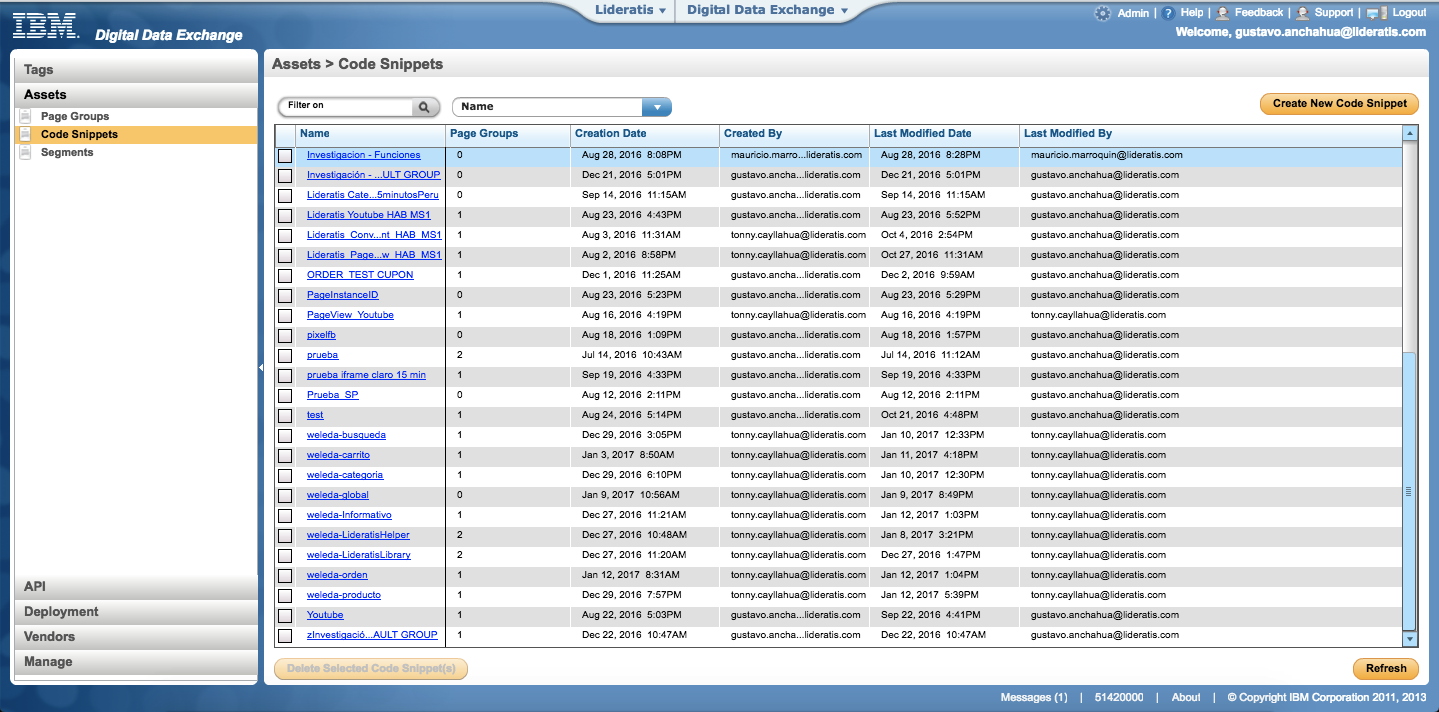 Lideratis Digital Data Exchange
IBM. Digital Data Exchange
Admin | Help | Feedback | Support | Logout
Welcome, gustavo.anchahua@lideratis.com
Tags
Assets
Page Groups
Code Snippets
Segments
API
Deployment
Vendors
Manage
Assets > Code Snippets
Filter on
Name
Create New Code Snippet
Name Page Groups Creation Date Created By Last Modified Date Last Modified By
Investigacion - Funciones 0 Aug 28, 2016 8:08PM mauricio.marro...lideratis.com Aug 28, 2016 8:28PM mauricio.marroquin@lideratis.com
Investigación - ...ULT GROUP 0 Dec 21, 2016 5:01PM gustavo.ancha...lideratis.com Dec 21, 2016 5:01PM gustavo.anchahua@lideratis.com
Lideratis Cate...5minutosPeru 0 Sep 14, 2016 11:15AM gustavo.ancha...lideratis.com Sep 14, 2016 11:15AM gustavo.anchahua@lideratis.com
Lideratis Youtube HAB MS1 1 Aug 23, 2016 4:43PM gustavo.ancha...lideratis.com Aug 23, 2016 5:52PM gustavo.anchahua@lideratis.com
Lideratis_Conv...nt_HAB_MS1 1 Aug 3, 2016 11:31AM tonny.cayllahua@lideratis.com Oct 4, 2016 2:54PM gustavo.anchahua@lideratis.com
Lideratis_Page...w_HAB_MS1 1 Aug 2, 2016 8:58PM tonny.cayllahua@lideratis.com Oct 27, 2016 11:31AM gustavo.anchahua@lideratis.com
ORDER_TEST CUPON 1 Dec 1, 2016 11:25AM gustavo.ancha...lideratis.com Dec 2, 2016 9:59AM gustavo.anchahua@lideratis.com
PageInstanceID 0 Aug 23, 2016 5:23PM gustavo.ancha...lideratis.com Aug 23, 2016 5:29PM gustavo.anchahua@lideratis.com
PageView_Youtube 1 Aug 16, 2016 4:19PM tonny.cayllahua@lideratis.com Aug 16, 2016 4:19PM tonny.cayllahua@lideratis.com
pixelfb 0 Aug 18, 2016 1:09PM gustavo.ancha...lideratis.com Aug 18, 2016 1:57PM gustavo.anchahua@lideratis.com
prueba 2 Jul 14, 2016 10:43AM gustavo.ancha...lideratis.com Jul 14, 2016 11:12AM gustavo.anchahua@lideratis.com
prueba iframe claro 15 min 1 Sep 19, 2016 4:33PM gustavo.ancha...lideratis.com Sep 19, 2016 4:33PM gustavo.anchahua@lideratis.com
Prueba_SP 0 Aug 12, 2016 2:11PM gustavo.ancha...lideratis.com Aug 12, 2016 2:11PM gustavo.anchahua@lideratis.com
test 1 Aug 24, 2016 5:14PM gustavo.ancha...lideratis.com Oct 21, 2016 4:48PM gustavo.anchahua@lideratis.com
weleda-busqueda 1 Dec 29, 2016 3:05PM tonny.cayllahua@lideratis.com Jan 10, 2017 12:33PM tonny.cayllahua@lideratis.com
weleda-carrito 1 Jan 3, 2017 8:50AM tonny.cayllahua@lideratis.com Jan 11, 2017 4:18PM tonny.cayllahua@lideratis.com
weleda-categoria 1 Dec 29, 2016 6:10PM tonny.cayllahua@lideratis.com Jan 10, 2017 12:30PM tonny.cayllahua@lideratis.com
weleda-global 0 Jan 9, 2017 10:56AM tonny.cayllahua@lideratis.com Jan 9, 2017 8:49PM tonny.cayllahua@lideratis.com
weleda-Informativo 1 Dec 27, 2016 11:21AM tonny.cayllahua@lideratis.com Jan 12, 2017 1:03PM tonny.cayllahua@lideratis.com
weleda-LideratisHelper 2 Dec 27, 2016 10:48AM tonny.cayllahua@lideratis.com Jan 8, 2017 3:21PM tonny.cayllahua@lideratis.com
weleda-LideratisLibrary 2 Dec 27, 2016 11:20AM tonny.cayllahua@lideratis.com Dec 27, 2016 1:47PM tonny.cayllahua@lideratis.com
weleda-orden 1 Jan 12, 2017 8:31AM tonny.cayllahua@lideratis.com Jan 12, 2017 1:04PM tonny.cayllahua@lideratis.com
weleda-producto 1 Dec 29, 2016 7:57PM tonny.cayllahua@lideratis.com Jan 12, 2017 5:39PM tonny.cayllahua@lideratis.com
Youtube 1 Aug 22, 2016 5:03PM gustavo.ancha...lideratis.com Sep 22, 2016 4:41PM gustavo.anchahua@lideratis.com
zInvestigació...AULT GROUP 1 Dec 22, 2016 10:47AM gustavo.ancha...lideratis.com Dec 22, 2016 10:47AM gustavo.anchahua@lideratis.com
Delete Selected Code Snippet(s)
Refresh
Messages (1) | 51420000 | About | © Copyright IBM Corporation 2011, 2013